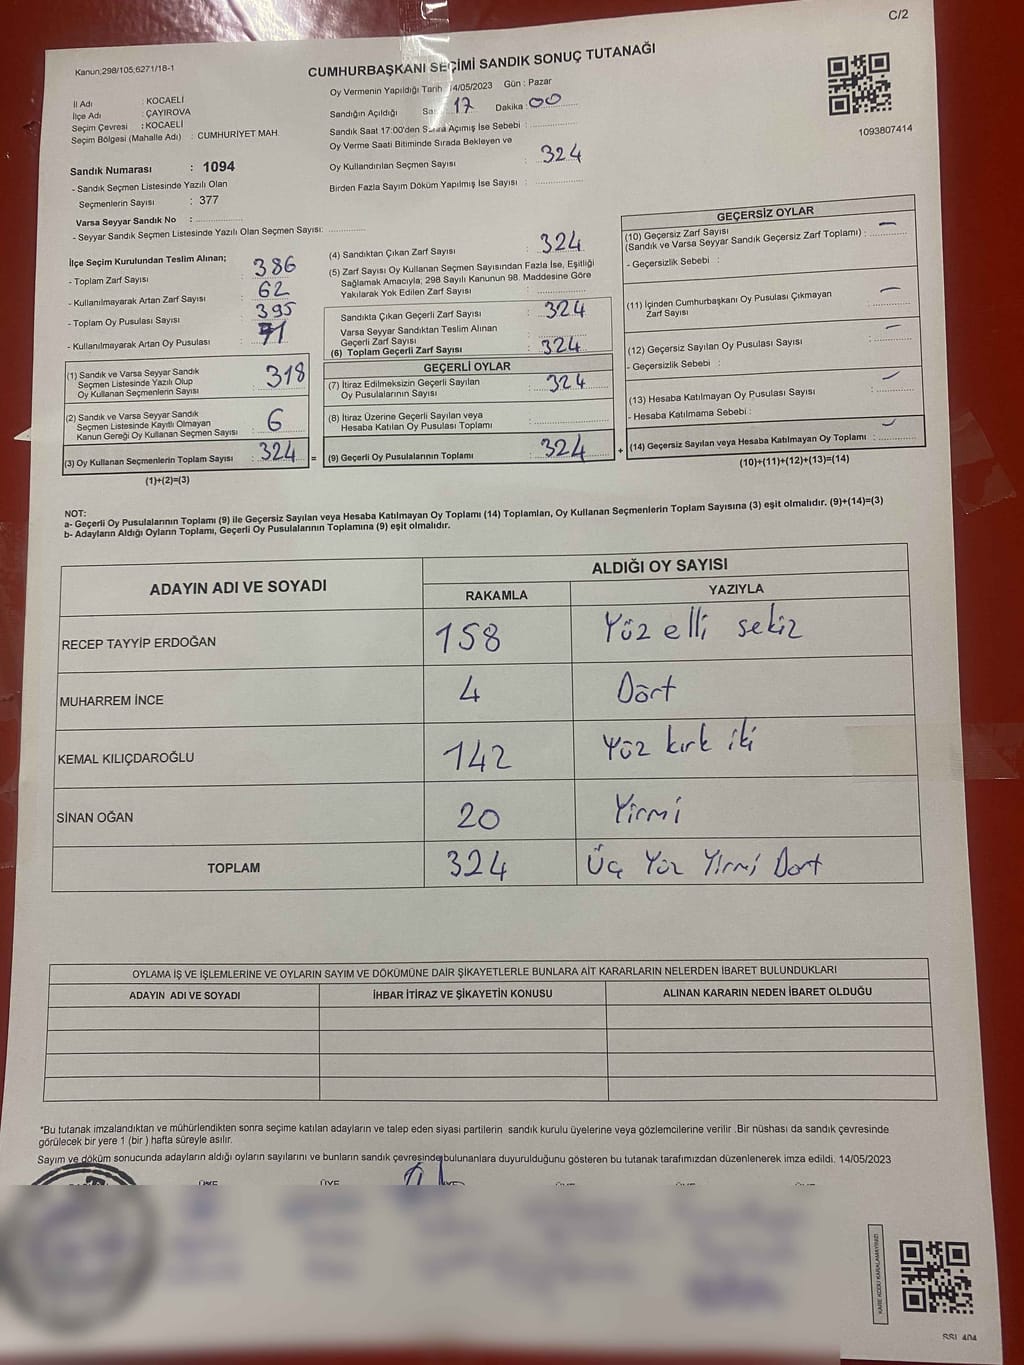 C/2
Kanun;298/105,6271/18-1
CUMHURBAŞKANI SEÇİMİ SANDIK SONUÇ TUTANAĞI
İl Adı : KOCAELİ
İlçe Adı : ÇAYIROVA
Seçim Çevresi : KOCAELİ
Seçim Bölgesi (Mahalle Adı) : CUMHURİYET MAH.
Oy Vermenin Yapıldığı Tarih 14/05/2023 Gün : Pazar
Sandığın Açıldığı 17 Dakika : 00
Sandık Saat 17:00'den Sonra Açımış İse Sebebi :
Oy Verme Saati Bitiminde Sırada Bekleyen ve
Oy Kullandırılan Seçmen Sayısı : 324
Birden Fazla Sayım Döküm Yapılmış İse Sayısı :
1093807414
Sandık Numarası : 1094
- Sandık Seçmen Listesinde Yazılı Olan
Seçmenlerin Sayısı : 377
Varsa Seyyar Sandık No :
- Seyyar Sandık Seçmen Listesinde Yazılı Olan Seçmen Sayısı:
İlçe Seçim Kurulundan Teslim Alınan;
- Toplam Zarf Sayısı : 386
- Kullanılmayarak Artan Zarf Sayısı : 62
- Toplam Oy Pusulası Sayısı : 395
- Kullanılmayarak Artan Oy Pusulası : 71
(1) Sandık ve Varsa Seyyar Sandık
Seçmen Listesinde Yazılı Olup
Oy Kullanan Seçmenlerin Sayısı : 318
(2) Sandık ve Varsa Seyyar Sandık
Seçmen Listesinde Kayıtlı Olmayan
Kanun Gereği Oy Kullanan Seçmen Sayısı : 6
(3) Oy Kullanan Seçmenlerin Toplam Sayısı : 324
(1)+(2)=(3)
=
(4) Sandıktan Çıkan Zarf Sayısı : 324
(5) Zarf Sayısı Oy Kullanan Seçmen Sayısından Fazla İse, Eşitliği
Sağlamak Amacıyla; 298 Sayılı Kanunun 98. Maddesine Göre
Yakılarak Yok Edilen Zarf Sayısı :
Sandıkta Çıkan Geçerli Zarf Sayısı : 324
Varsa Seyyar Sandıktan Teslim Alınan
Geçerli Zarf Sayısı :
(6) Toplam Geçerli Zarf Sayısı : 324
GEÇERLİ OYLAR
(7) İtiraz Edilmeksizin Geçerli Sayılan
Oy Pusulalarının Sayısı : 324
(8) İtiraz Üzerine Geçerli Sayılan veya
Hesaba Katılan Oy Pusulası Toplamı :
(9) Geçerli Oy Pusulalarının Toplamı : 324
+
GEÇERSİZ OYLAR
(10) Geçersiz Zarf Sayısı
(Sandık ve Varsa Seyyar Sandık Geçersiz Zarf Toplamı) : –
- Geçersizlik Sebebi :
(11) İçinden Cumhurbaşkanı Oy Pusulası Çıkmayan
Zarf Sayısı : –
(12) Geçersiz Sayılan Oy Pusulası Sayısı : –
- Geçersizlik Sebebi :
(13) Hesaba Katılmayan Oy Pusulası Sayısı : –
- Hesaba Katılmama Sebebi :
(14) Geçersiz Sayılan veya Hesaba Katılmayan Oy Toplamı : –
(10)+(11)+(12)+(13)=(14)
NOT:
a- Geçerli Oy Pusulalarının Toplamı (9) ile Geçersiz Sayılan veya Hesaba Katılmayan Oy Toplamı (14) Toplamları, Oy Kullanan Seçmenlerin Toplam Sayısına (3) eşit olmalıdır. (9)+(14)=(3)
b- Adayların Aldığı Oyların Toplamı, Geçerli Oy Pusulalarının Toplamına (9) eşit olmalıdır.
ADAYIN ADI VE SOYADI ALDIĞI OY SAYISI
RAKAMLA YAZIYLA
RECEP TAYYİP ERDOĞAN 158 Yüz elli sekiz
MUHARREM İNCE 4 Dört
KEMAL KILIÇDAROĞLU 142 Yüz kırk iki
SİNAN OĞAN 20 Yirmi
TOPLAM 324 Üç Yüz Yirmi Dört
OYLAMA İŞ VE İŞLEMLERİNE VE OYLARIN SAYIM VE DÖKÜMÜNE DAİR ŞİKAYETLERLE BUNLARA AİT KARARLARIN NELERDEN İBARET BULUNDUKLARI
ADAYIN ADI VE SOYADI İHBAR İTİRAZ VE ŞİKAYETİN KONUSU ALINAN KARARIN NEDEN İBARET OLDUĞU
*Bu tutanak imzalandıktan ve mühürlendikten sonra seçime katılan adayların ve talep eden siyasi partilerin sandık kurulu üyelerine veya gözlemcilerine verilir .Bir nüshası da sandık çevresinde
görülecek bir yere 1 (bir ) hafta süreyle asılır.
Sayım ve döküm sonucunda adayların aldığı oyların sayılarını ve bunların sandık çevresinde bulunanlara duyurulduğunu gösteren bu tutanak tarafımızdan düzenlenerek imza edildi. 14/05/2023
ÜYE ÜYE
KARE KODU KARALAMAYINIZ!